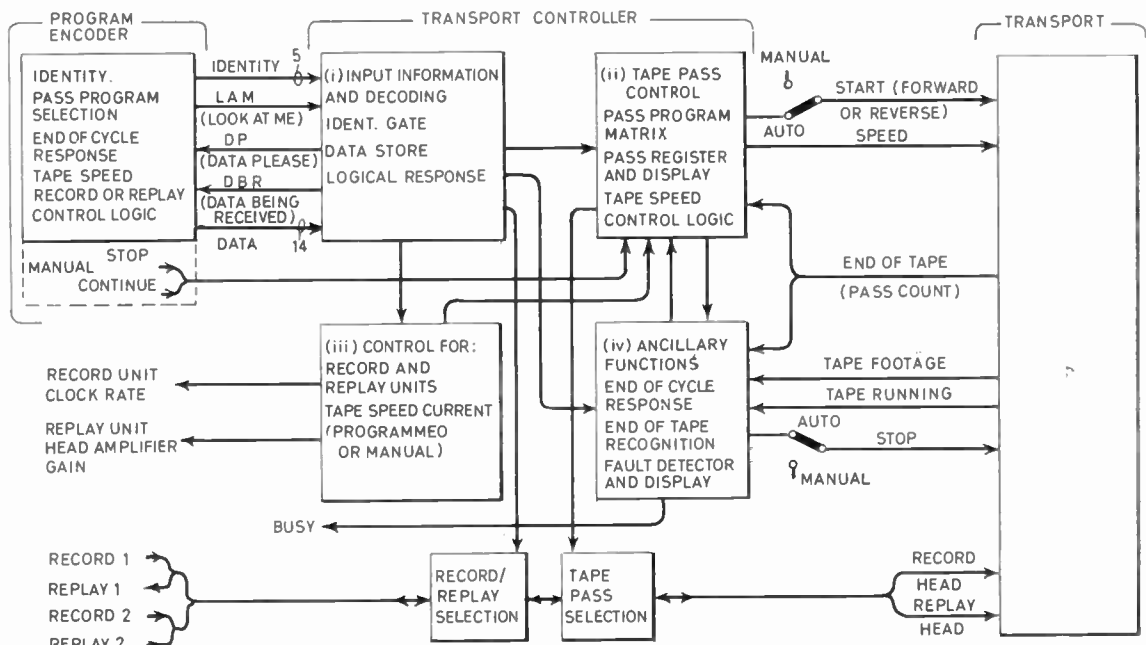 PROGRAM
ENCODER
TRANSPORT CONTROLLER
TRANSPORT
IDENTITY.
PASS PROGRAM
SELECTION
END OF CYCLE
RESPONSE
TAPE SPEED
RECORD OR REPLAY
CONTROL LOGIC
IDENTITY
5
LAM
(LOOK AT ME)
DP
(DATA PLEASE)
DBR
(DATA BEING
RECEIVED)
DATA
14
STOP
MANUAL
CONTINUE
(i) INPUT INFORMATION
AND DECODING
IDENT. GATE
DATA STORE
LOGICAL RESPONSE
(ii) TAPE PASS
CONTROL
PASS PROGRAM
MATRIX
PASS REGISTER
AND DISPLAY
TAPE SPEED
CONTROL LOGIC
MANUAL
AUTO
START (FORWARD
OR REVERSE)
SPEED
END OF TAPE
(PASS COUNT)
(iii) CONTROL FOR:
RECORD AND
REPLAY UNITS
TAPE SPEED CURRENT
(PROGRAMMEO
OR MANUAL)
RECORD UNIT
CLOCK RATE
REPLAY UNIT
HEAD AMPLIFIER
GAIN
(iv) ANCILLARY
FUNCTIONS
END OF CYCLE
RESPONSE
END OF TAPE
RECOGNITION
FAULT DETECTOR
AND DISPLAY
TAPE FOOTAGE
TAPE RUNNING
AUTO
STOP
MANUAL
BUSY
RECORD 1
REPLAY 1
RECORD 2
REPLAY 2
RECORD/
REPLAY
SELECTION
TAPE
PASS
SELECTION
RECORD
HEAD
REPLAY
HEAD